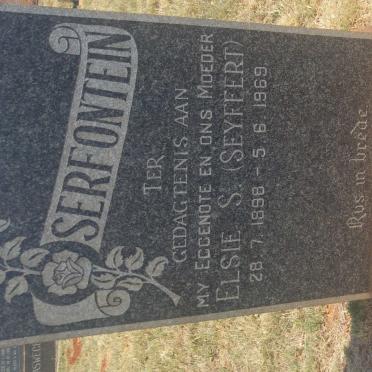 SERFONTEIN
TER
GEDAGTENIS AAN
MY EGGENOTE EN ONS MOEDER
ELSIE S. (SEYFFERT)
28. 7. 1898 – 5. 6. 1969.
Rus in brede